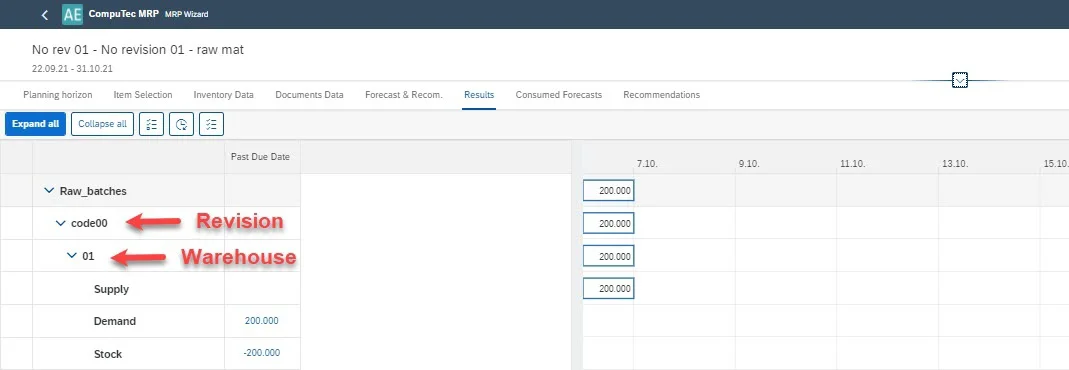 AE CompuTec MRP MRP Wizard
No rev 01 - No revision 01 - raw mat
22.09.21 - 31.10.21
Planning horizon Item Selection Inventory Data Documents Data Forecast & Recom. Results Consumed Forecasts Recommendations
Expand all Collapse all
Past Due Date 7.10. 9.10. 11.10. 13.10. 15.10
Raw_batches 200.000
code00 Revision 200.000
01 Warehouse 200.000
Supply 200.000
Demand 200.000
Stock -200.000